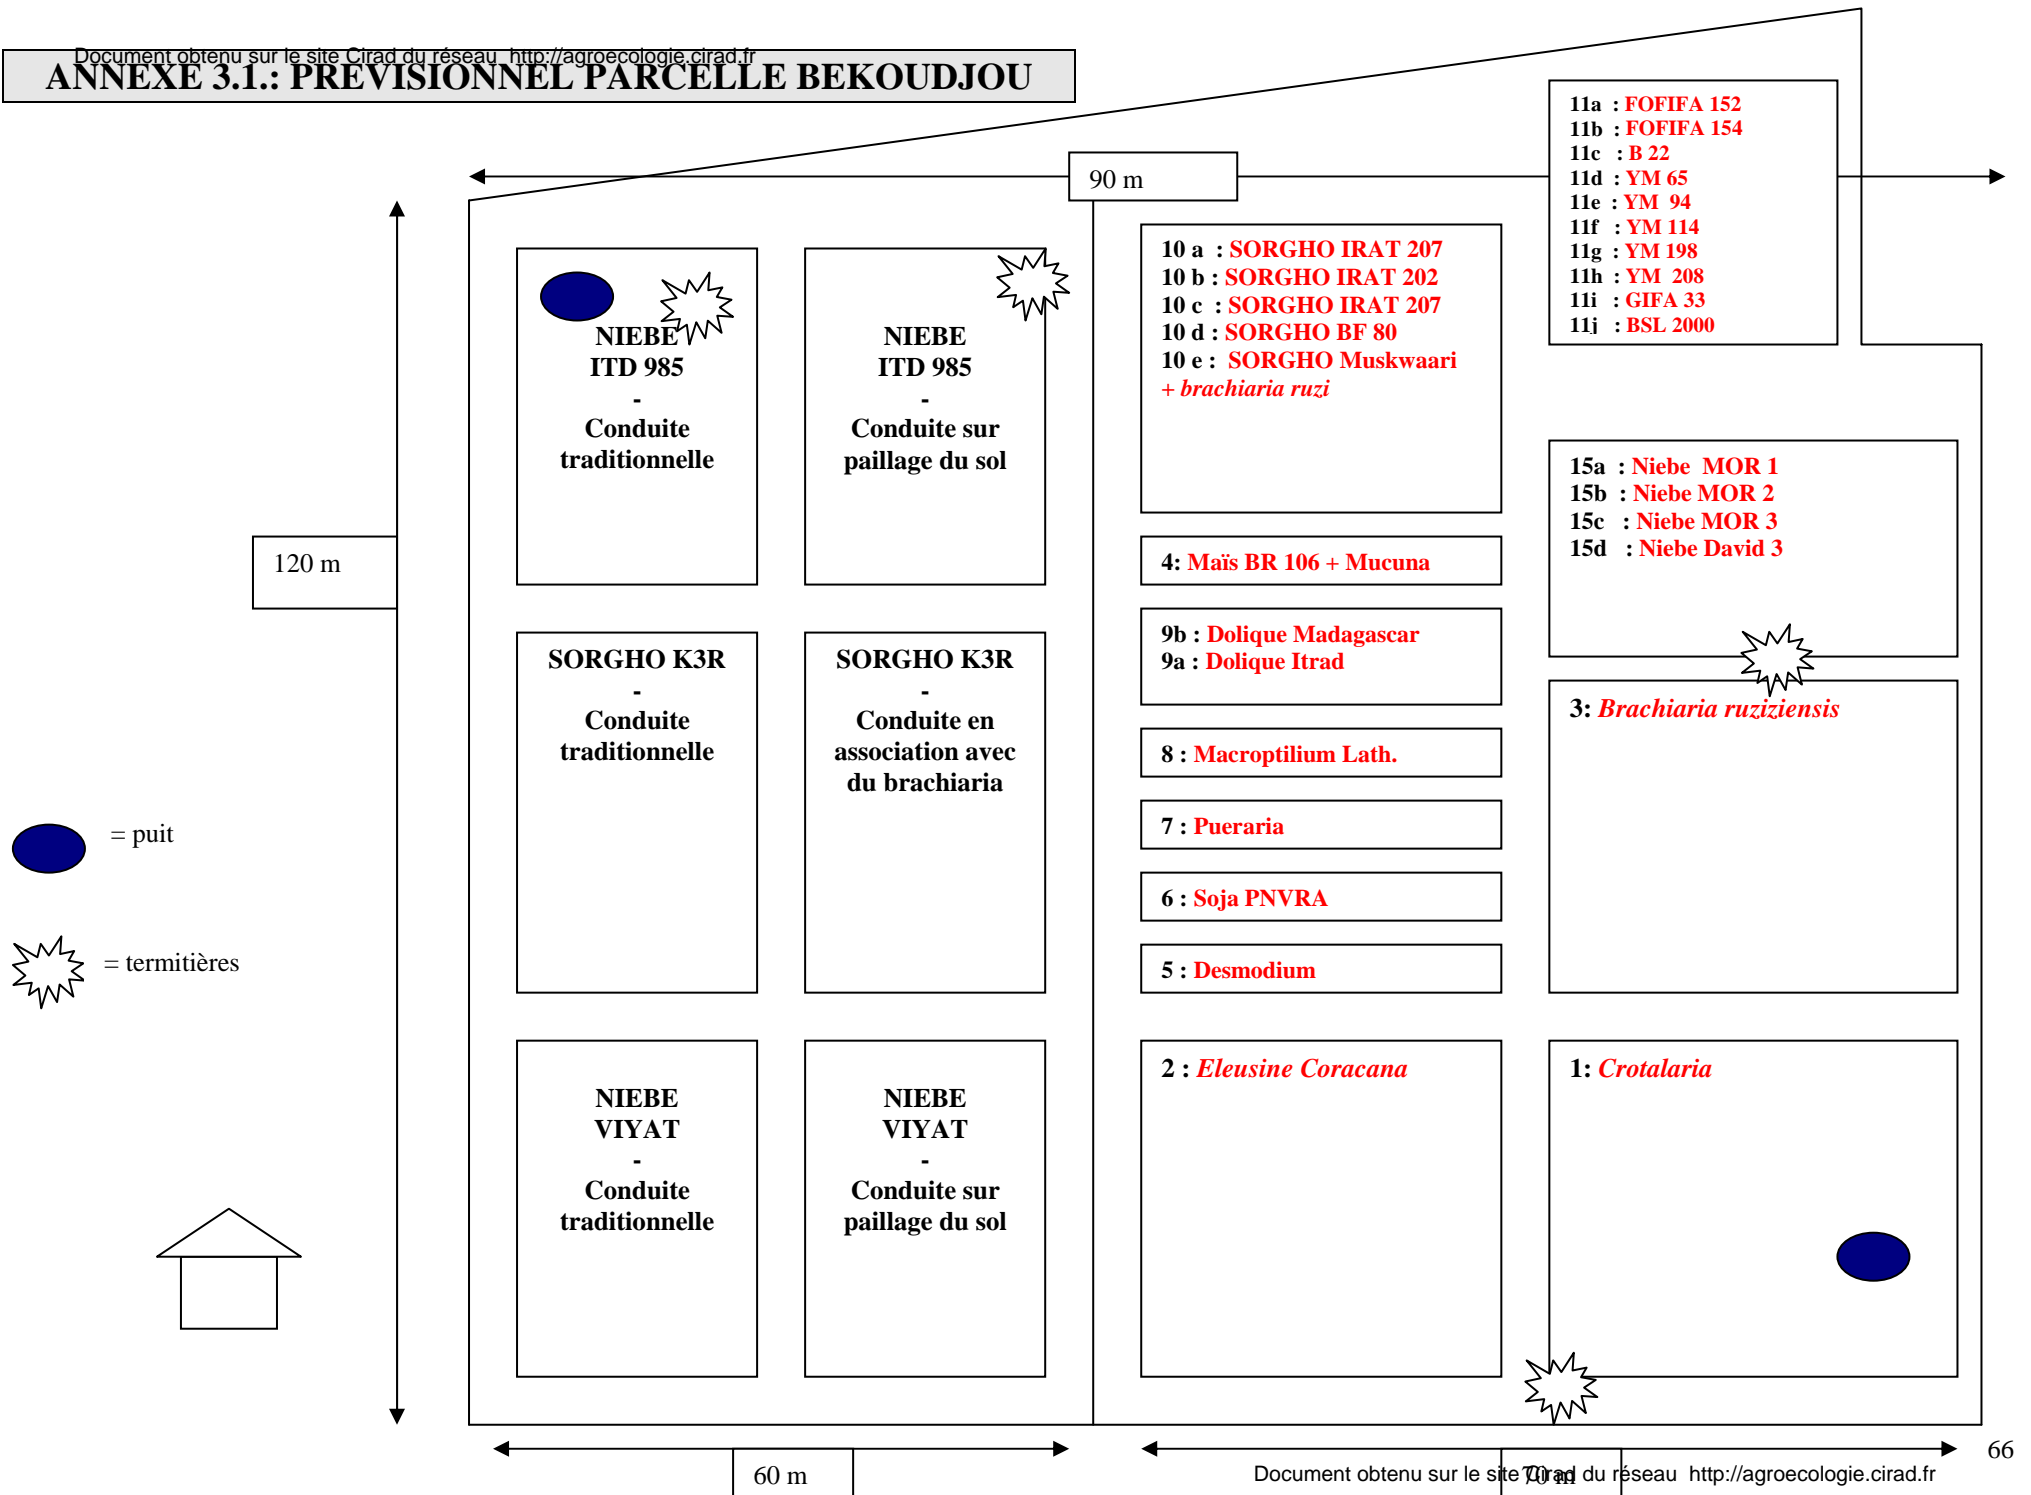 Document obtenu sur le site Cirad du réseau  http://agroecologie.cirad.fr
ANNEXE 3.1.: PREVISIONNEL PARCELLE BEKOUDJOU
90 m
120 m
= puit
= termitières
NIEBE
ITD 985
-
Conduite
traditionnelle
NIEBE
ITD 985
-
Conduite sur
paillage du sol
SORGHO K3R
-
Conduite
traditionnelle
SORGHO K3R
-
Conduite en
association avec
du brachiaria
NIEBE
VIYAT
-
Conduite
traditionnelle
NIEBE
VIYAT
-
Conduite sur
paillage du sol
10 a : SORGHO IRAT 207
10 b : SORGHO IRAT 202
10 c : SORGHO IRAT 207
10 d : SORGHO BF 80
10 e : SORGHO Muskwaari
+ brachiaria ruzi
4: Maïs BR 106 + Mucuna
9b : Dolique Madagascar
9a : Dolique Itrad
8 : Macroptilium Lath.
7 : Pueraria
6 : Soja PNVRA
5 : Desmodium
2 : Eleusine Coracana
11a : FOFIFA 152
11b : FOFIFA 154
11c : B 22
11d : YM 65
11e : YM 94
11f : YM 114
11g : YM 198
11h : YM 208
11i : GIFA 33
11j : BSL 2000
15a : Niebe MOR 1
15b : Niebe MOR 2
15c : Niebe MOR 3
15d : Niebe David 3
3: Brachiaria ruziziensis
1: Crotalaria
60 m
70 m
66
Document obtenu sur le site Cirad du réseau  http://agroecologie.cirad.fr